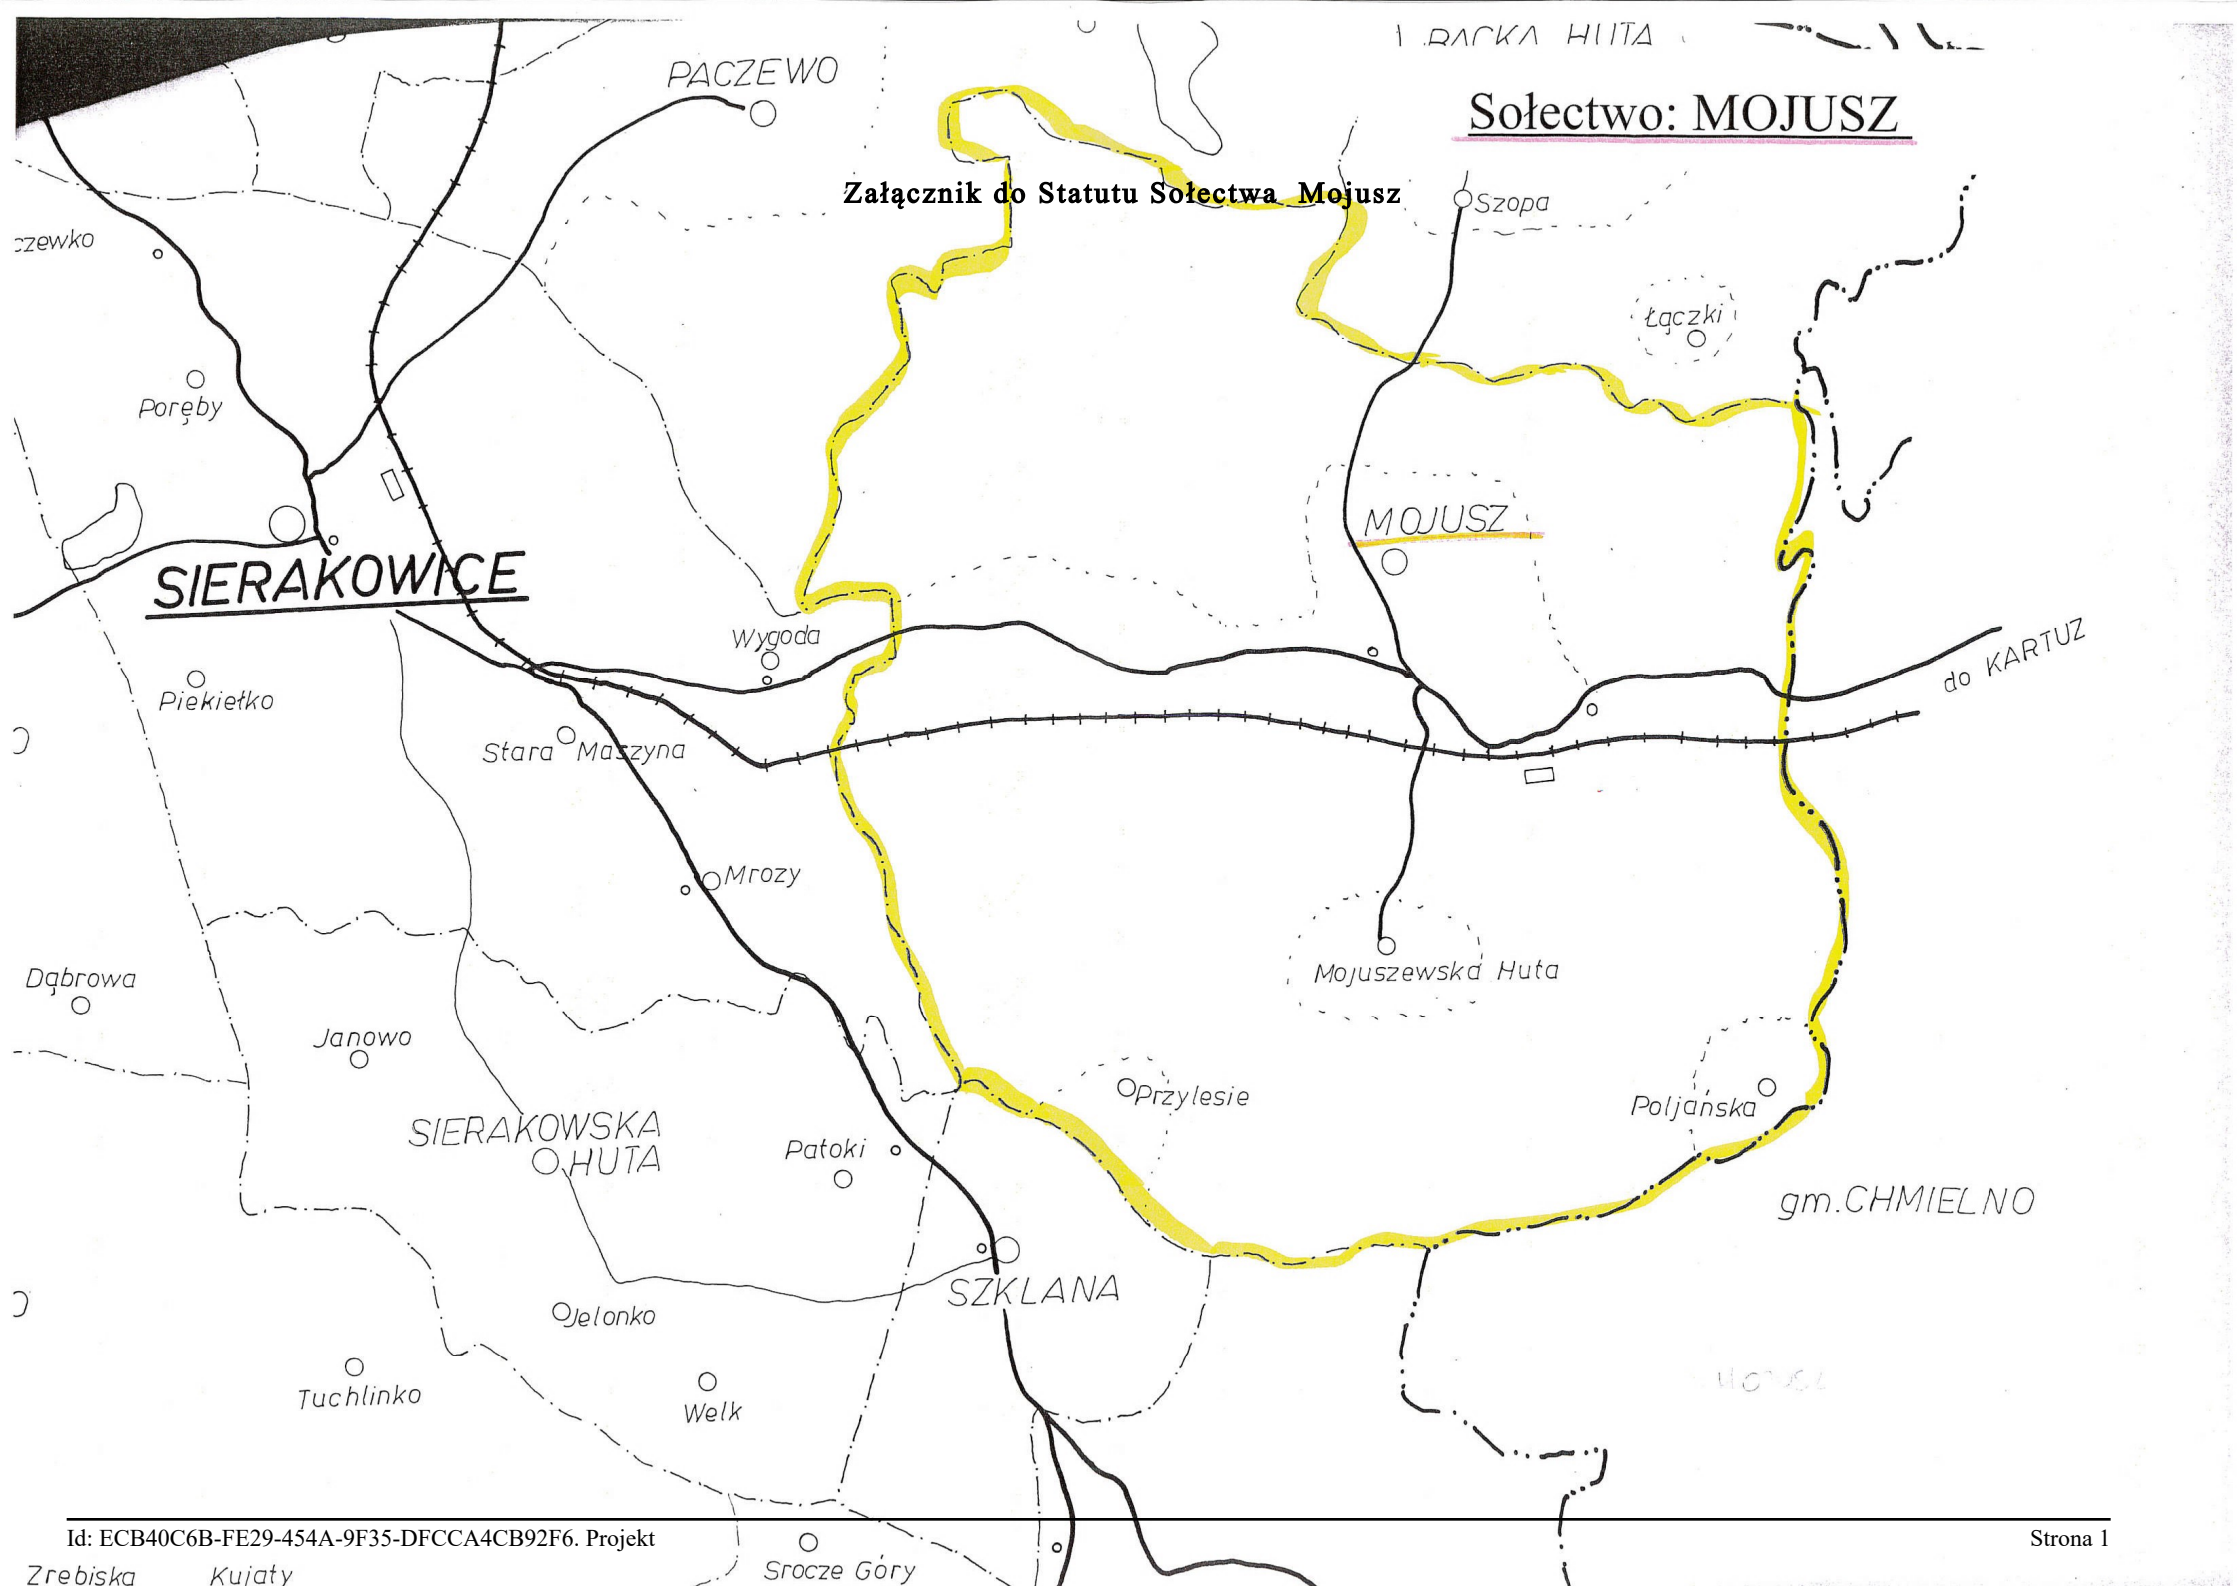 PACZEWO
Sołectwo: MOJUSZ
Załącznik do Statutu Sołectwa Mojusz
Szopa
Łączki
Poręby
MOJUSZ
SIERAKOWICE
Wygoda
do KARTUZ
Piekiełko
Stara Maszyna
Mrozy
Mojuszewska Huta
Dąbrowa
Janowo
Przylesie
Poljańska
SIERAKOWSKA
HUTA
Patoki
gm. CHMIELNO
SZKLANA
Jelonko
Tuchlinko
Welk
Id: ECB40C6B-FE29-454A-9F35-DFCCA4CB92F6. Projekt
Strona 1
Srocze Góry
Zrebiska
Kujaty